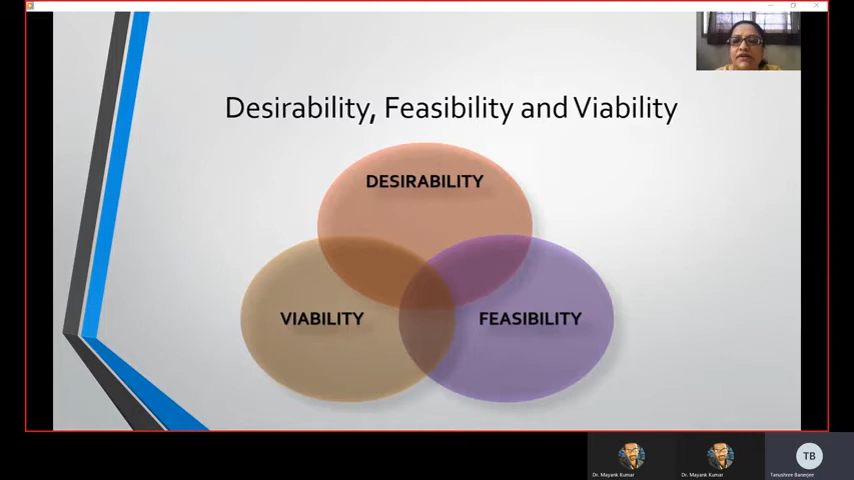 Desirability, Feasibility and Viability
DESIRABILITY
VIABILITY
FEASIBILITY
TB
Dr. Mayank Kumar
Dr. Mayank Kumar
Tanushree Banerjee